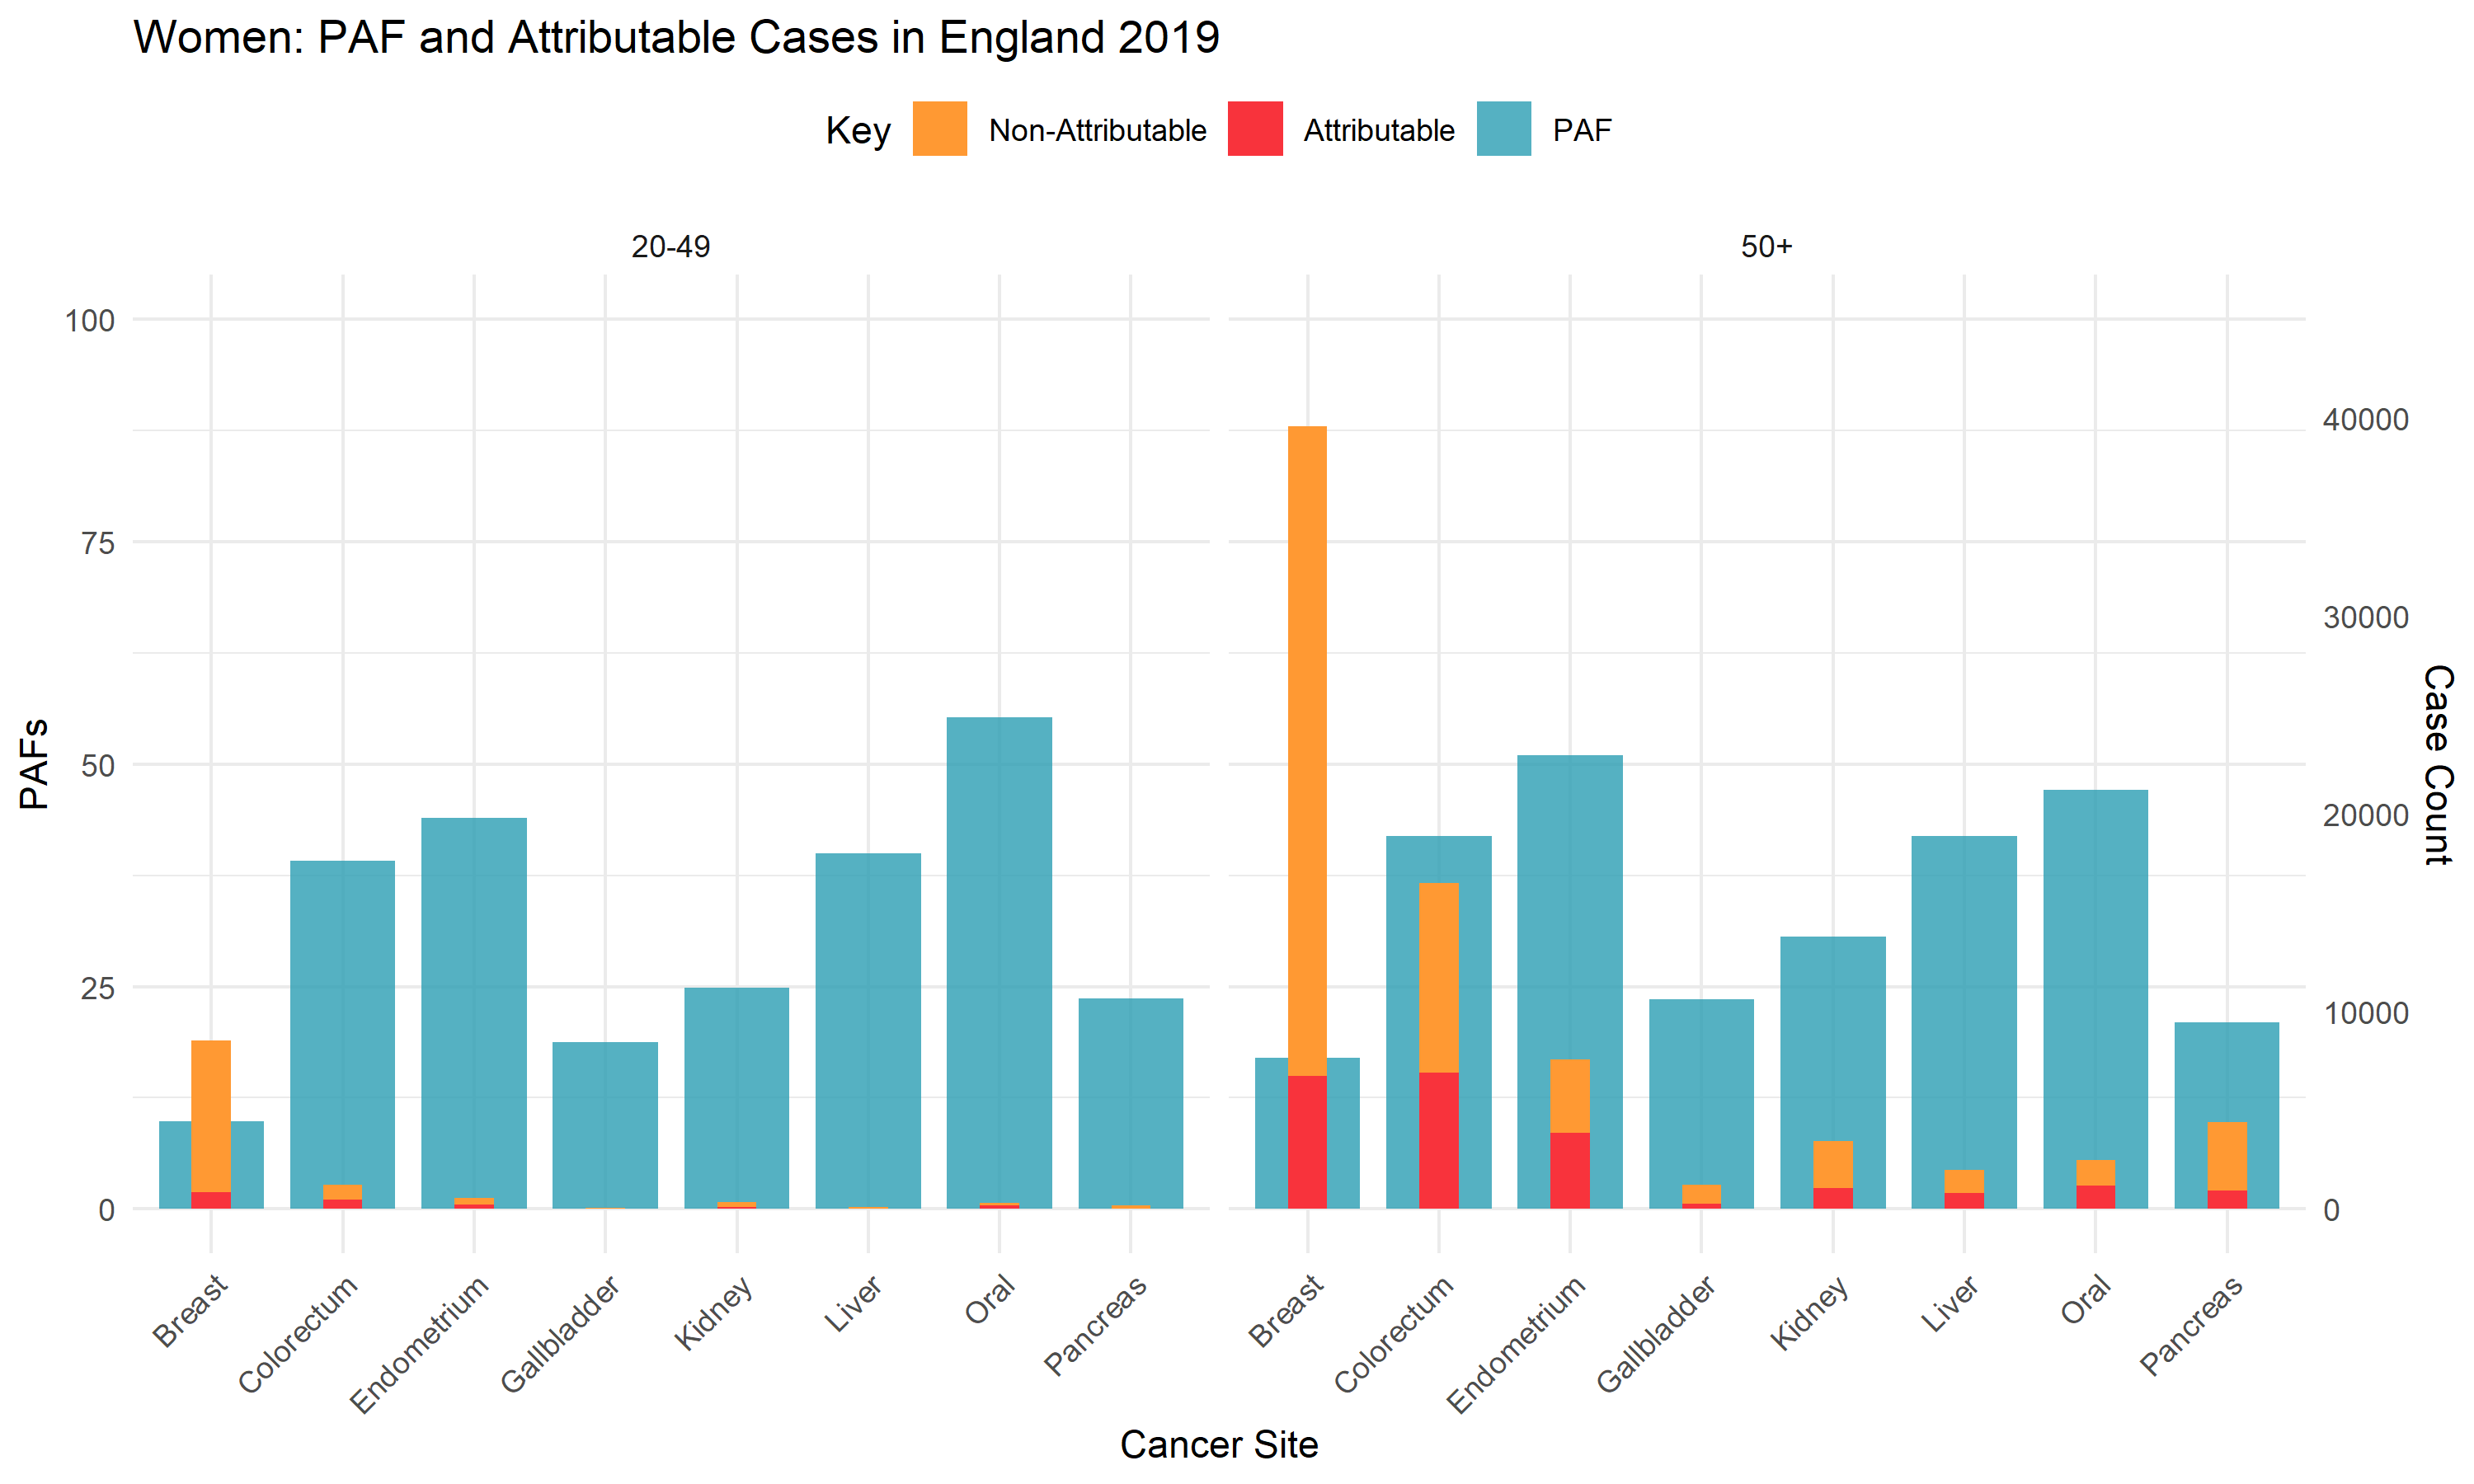 Women: PAF and Attributable Cases in England 2019
Key Non-Attributable Attributable PAF
20-49 50+
100
75
50
25
0
PAFs
40000
30000
20000
10000
0
Case Count
Breast Colorectum Endometrium Gallbladder Kidney Liver Oral Pancreas
Breast Colorectum Endometrium Gallbladder Kidney Liver Oral Pancreas
Cancer Site